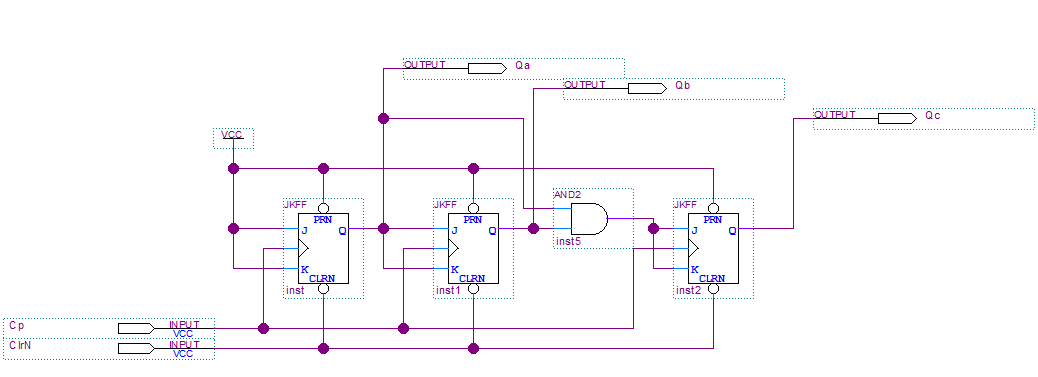 OUTPUT Qa
OUTPUT Qb
OUTPUT Qc
VCC
AND2
JKFF
JKFF
JKFF
PRN
PRN
PRN
J Q
J Q
J Q
inst5
K
K
K
CLRN
CLRN
CLRN
inst
inst1
inst2
Cp INPUT
VCC
ClrN INPUT
VCC